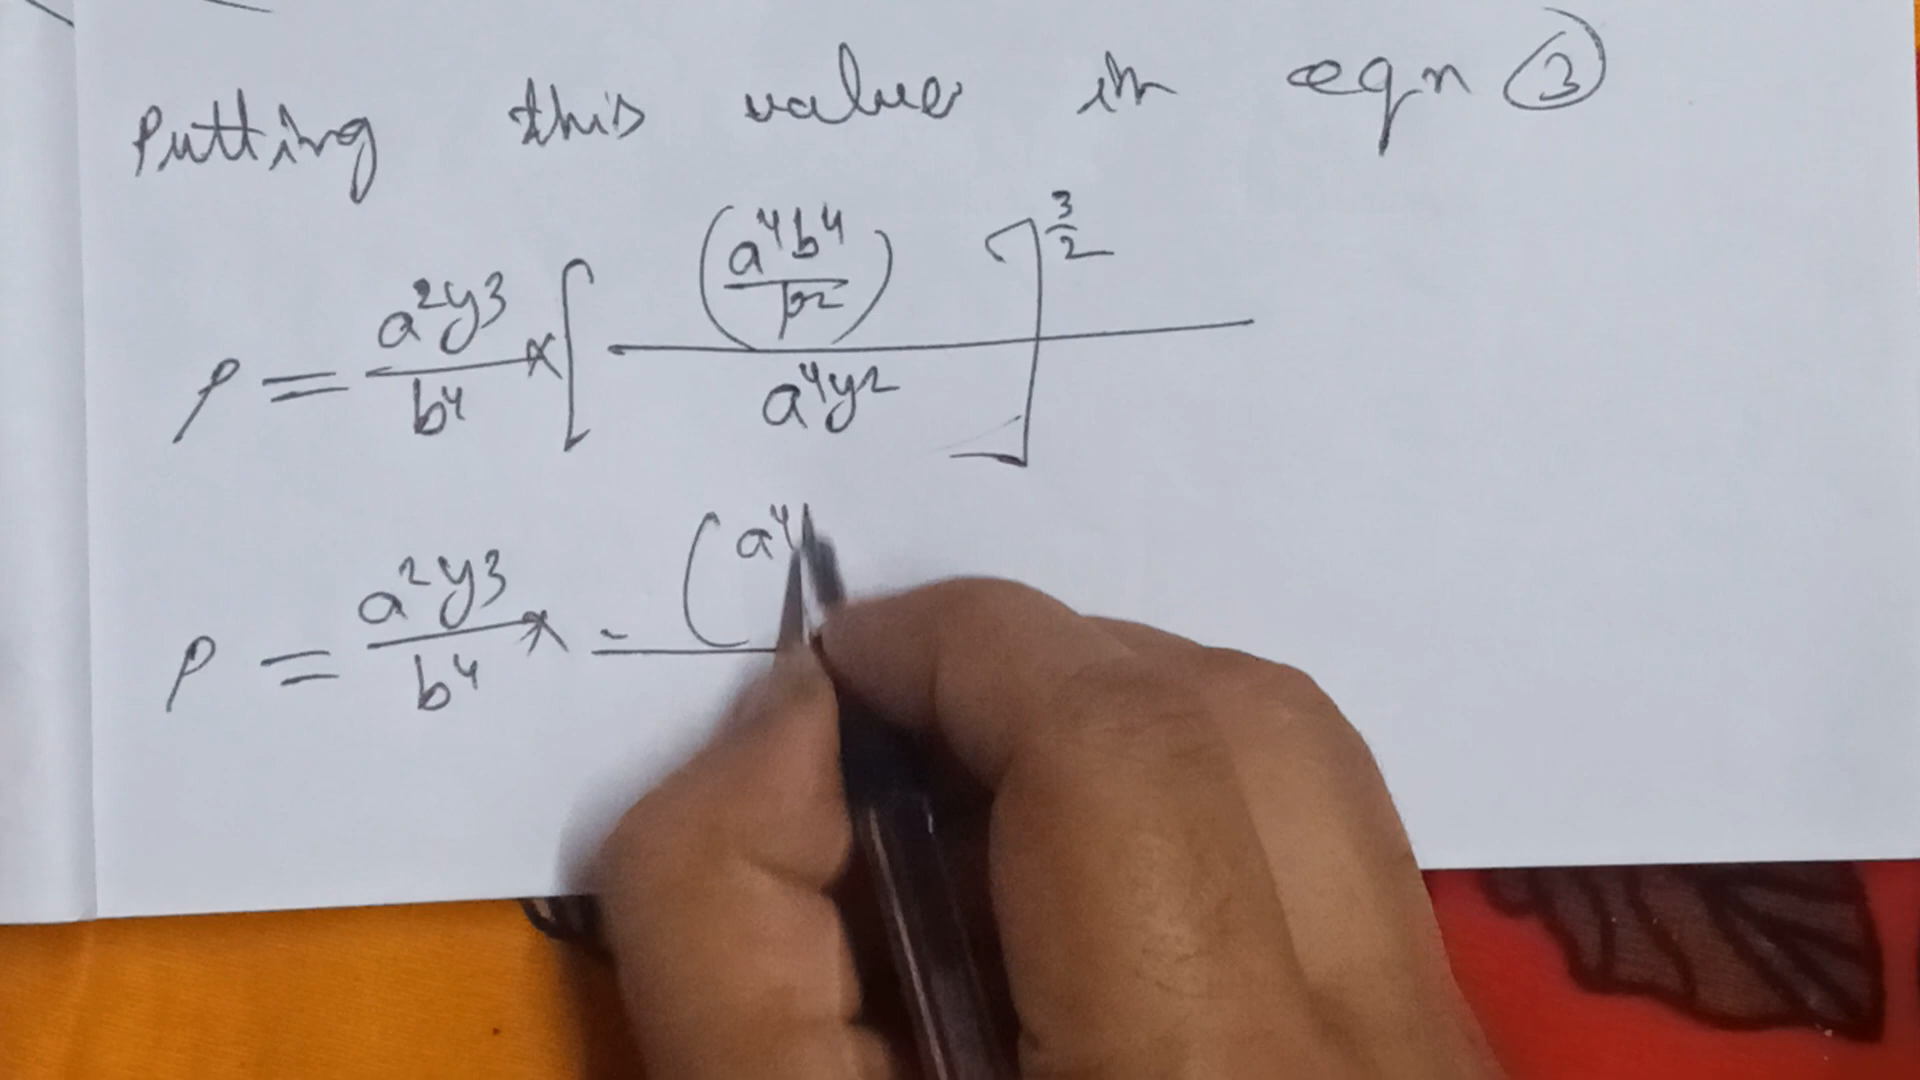 Putting this value in eqn ③
ρ = a²y³/b⁴ × [(a⁴b⁴/p²) / a⁴y²]^(3/2)
ρ = a²y³/b⁴ × (a⁴